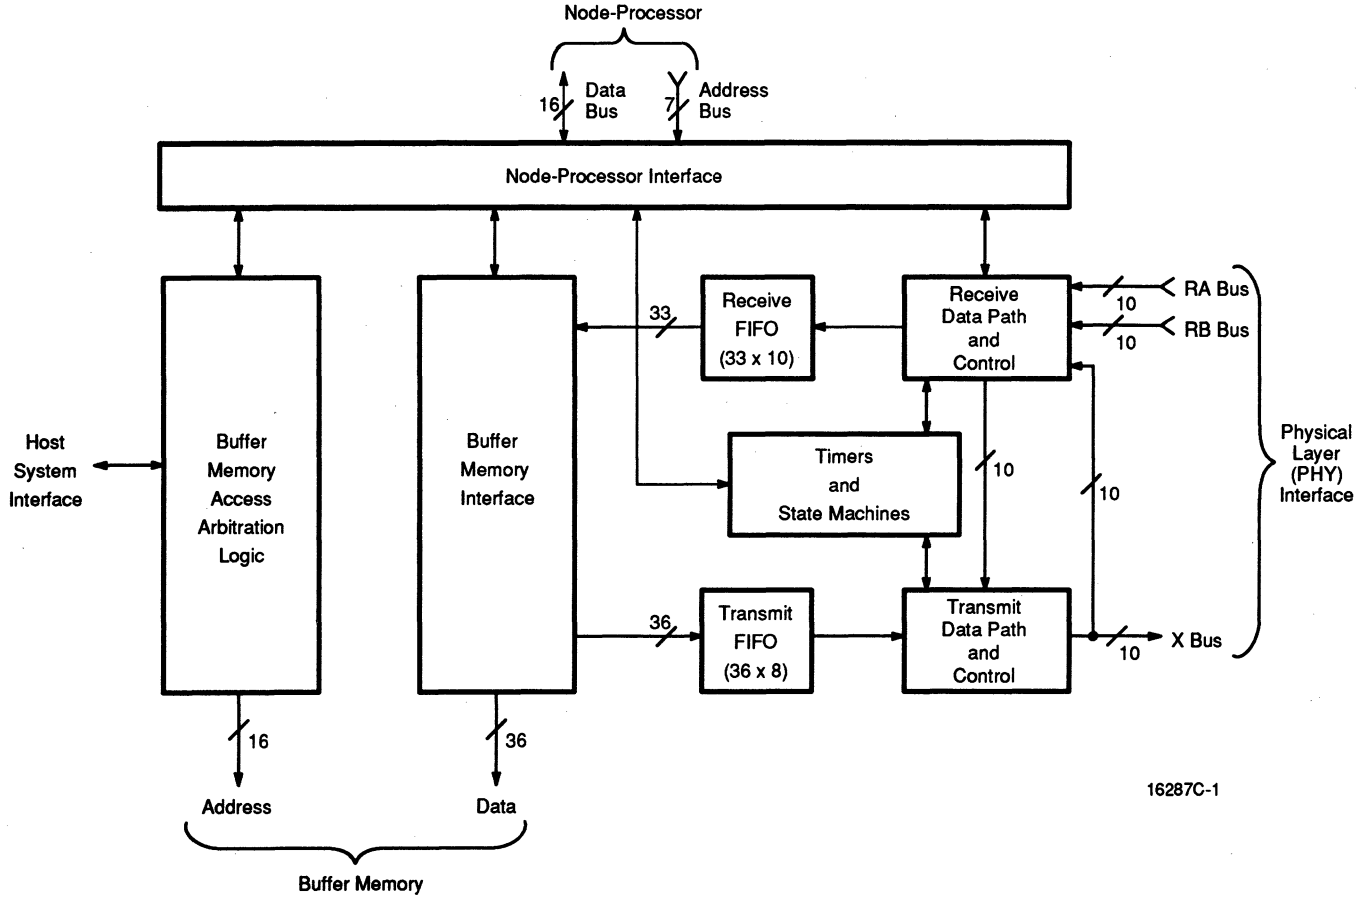 Node-Processor
16
Data
Bus
7
Address
Bus
Node-Processor Interface
Host
System
Interface
Buffer
Memory
Access
Arbitration
Logic
Buffer
Memory
Interface
33
Receive
FIFO
(33 x 10)
Receive
Data Path
and
Control
10
RA Bus
10
RB Bus
Timers
and
State Machines
10
10
Physical
Layer
(PHY)
Interface
36
Transmit
FIFO
(36 x 8)
Transmit
Data Path
and
Control
10
X Bus
16
36
Address
Data
Buffer Memory
16287C-1